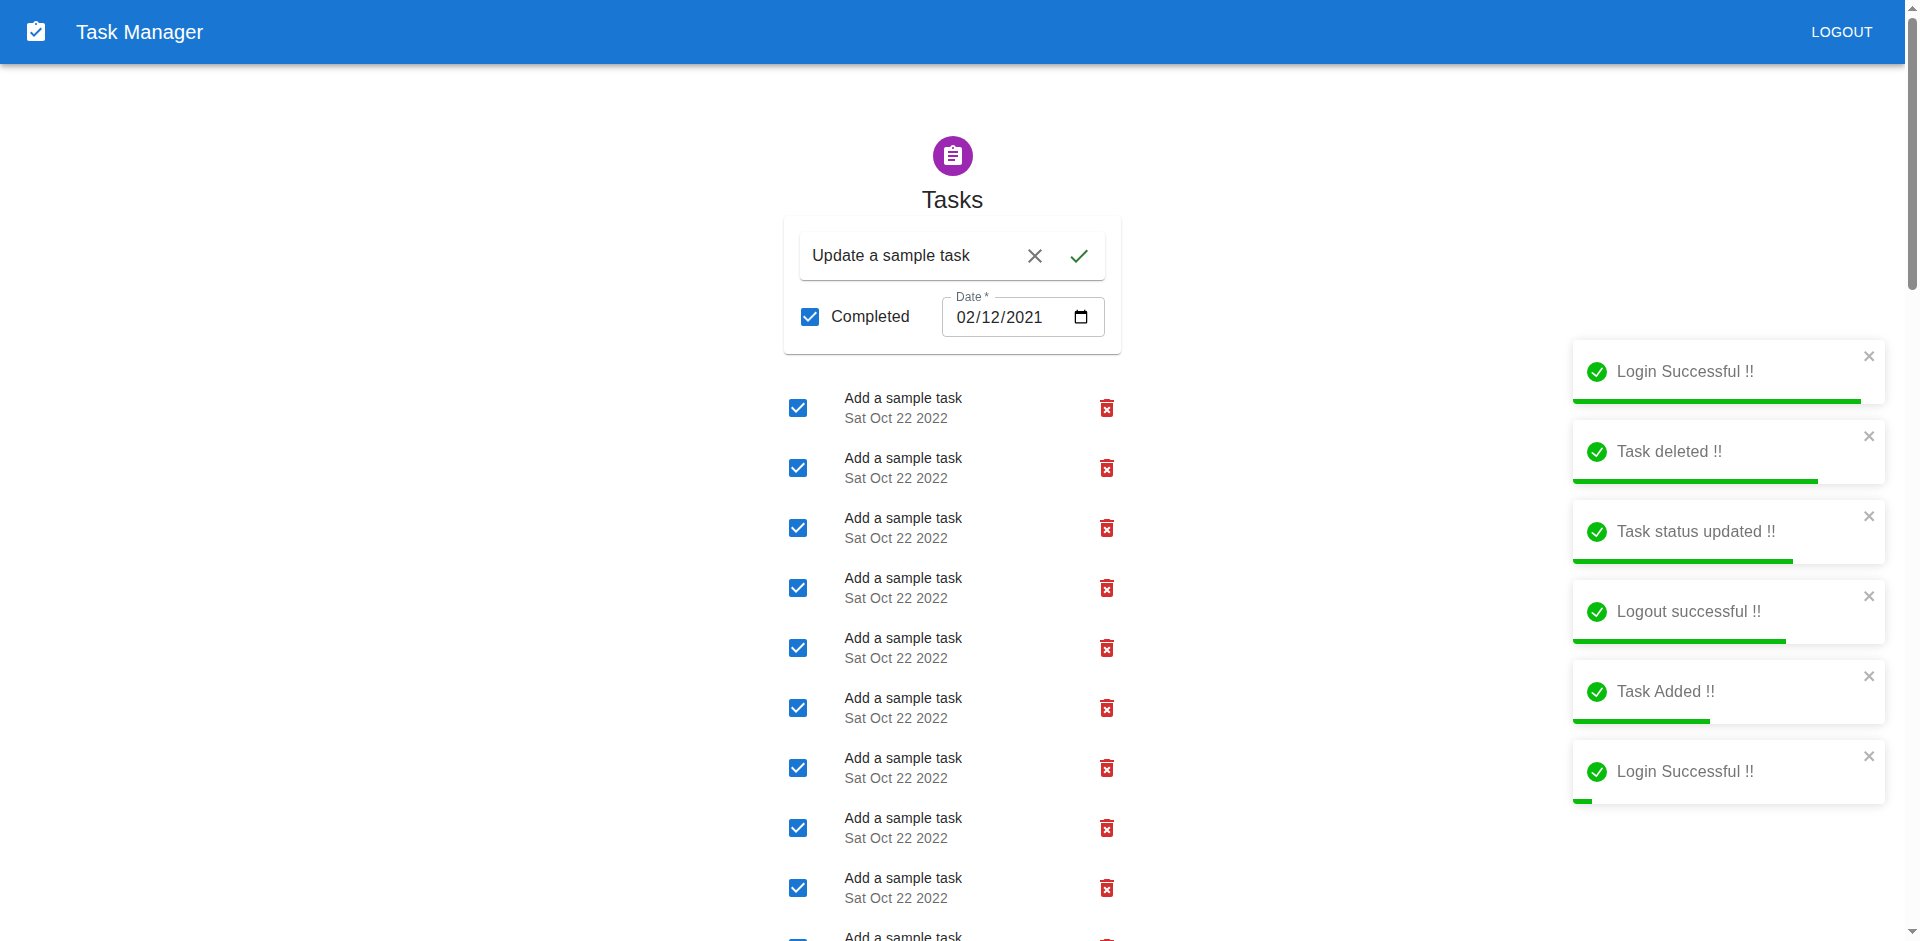 Task Manager
LOGOUT
Tasks
Update a sample task
Completed
Date *
02/12/2021
Add a sample task
Sat Oct 22 2022
Add a sample task
Sat Oct 22 2022
Add a sample task
Sat Oct 22 2022
Add a sample task
Sat Oct 22 2022
Add a sample task
Sat Oct 22 2022
Add a sample task
Sat Oct 22 2022
Add a sample task
Sat Oct 22 2022
Add a sample task
Sat Oct 22 2022
Add a sample task
Sat Oct 22 2022
Add a sample task
Login Successful !!
Task deleted !!
Task status updated !!
Logout successful !!
Task Added !!
Login Successful !!